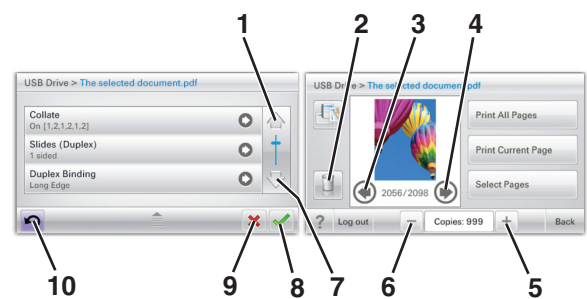 1
2
3
4
USB Drive > The selected document.pdf
Collate
On [1,2,1,2,1,2]
Slides (Duplex)
1 sided
Duplex Binding
Long Edge
USB Drive > The selected document.pdf
Print All Pages
Print Current Page
Select Pages
2056/2098
? Log out
− Copies: 999 +
Back
10
9
8
7
6
5